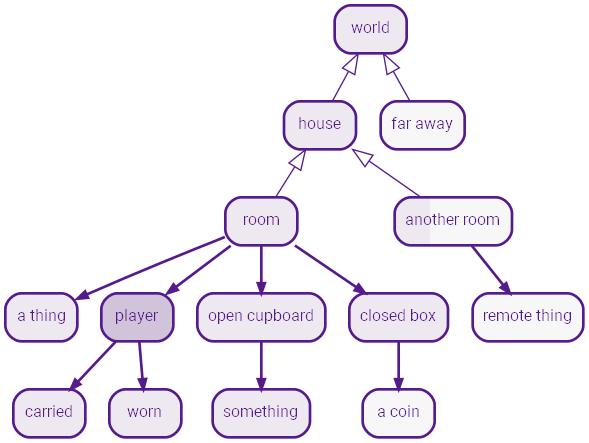 world
house
far away
room
another room
a thing
player
open cupboard
closed box
remote thing
carried
worn
something
a coin